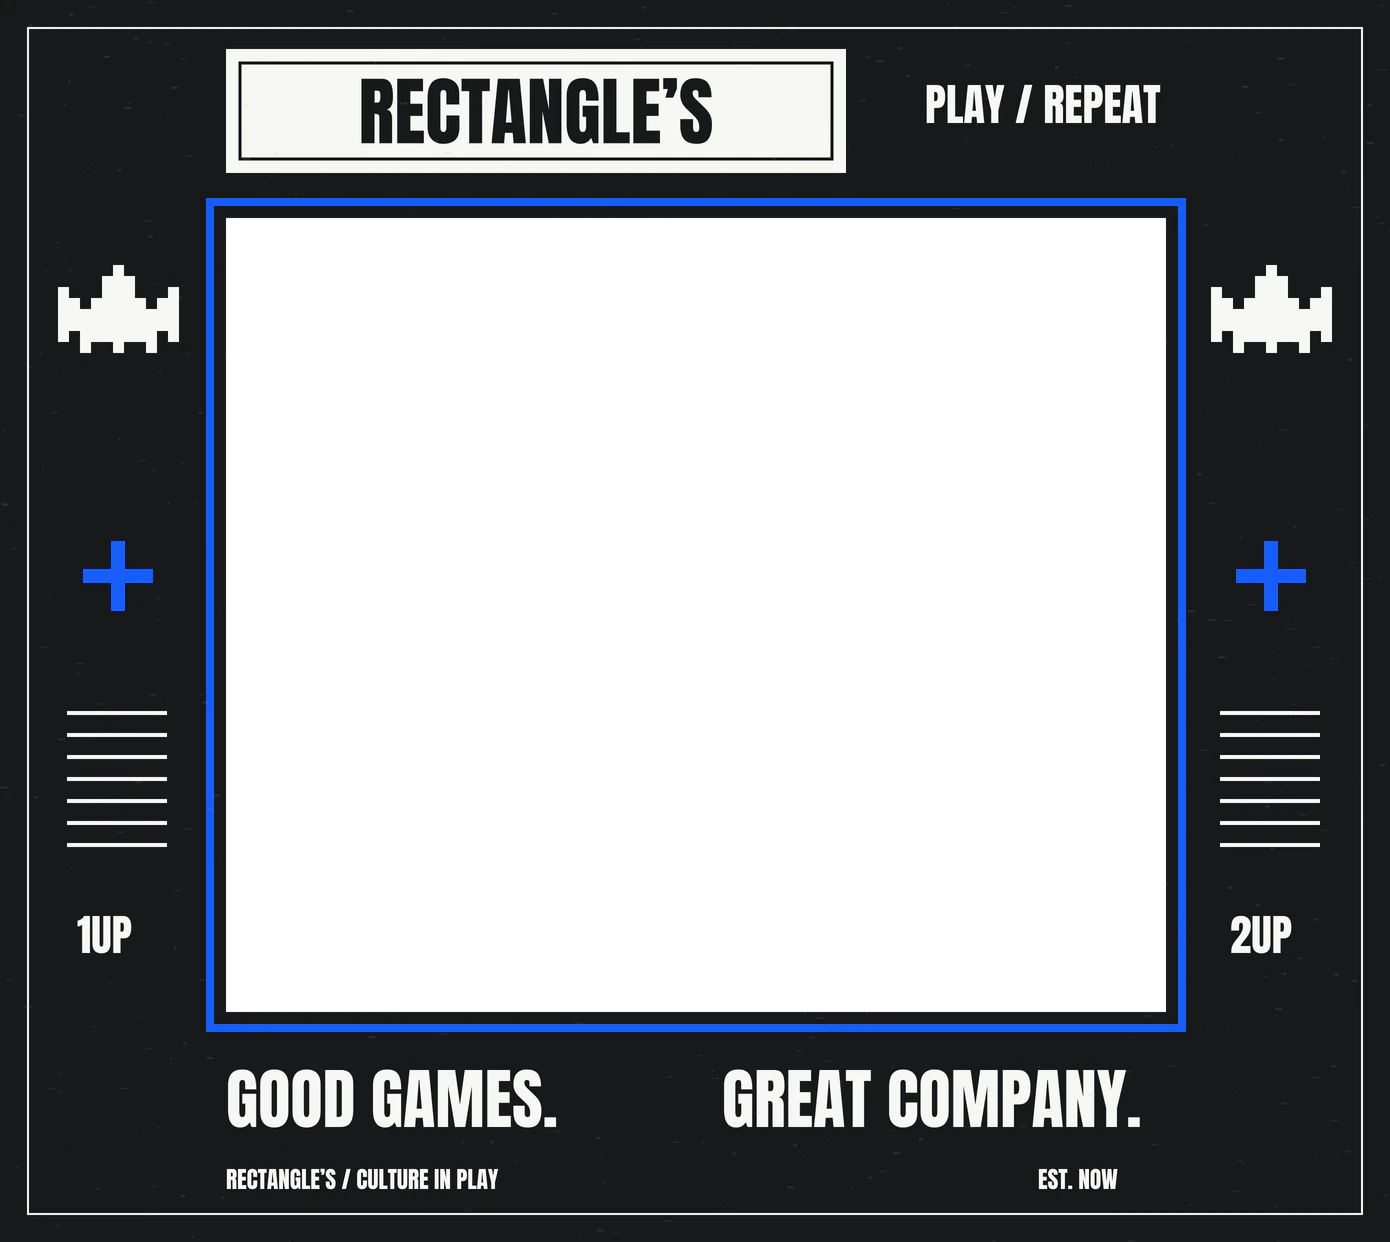 RECTANGLE’S
PLAY / REPEAT
1UP
2UP
GOOD GAMES.
GREAT COMPANY.
RECTANGLE’S / CULTURE IN PLAY
EST. NOW